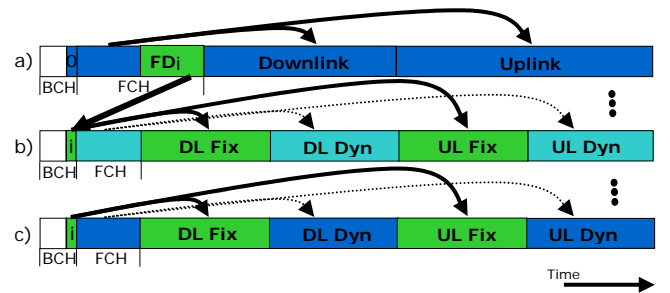 a) 0 FDi Downlink Uplink
BCH FCH
b) i DL Fix DL Dyn UL Fix UL Dyn
BCH FCH
c) i DL Fix DL Dyn UL Fix UL Dyn
BCH FCH
Time